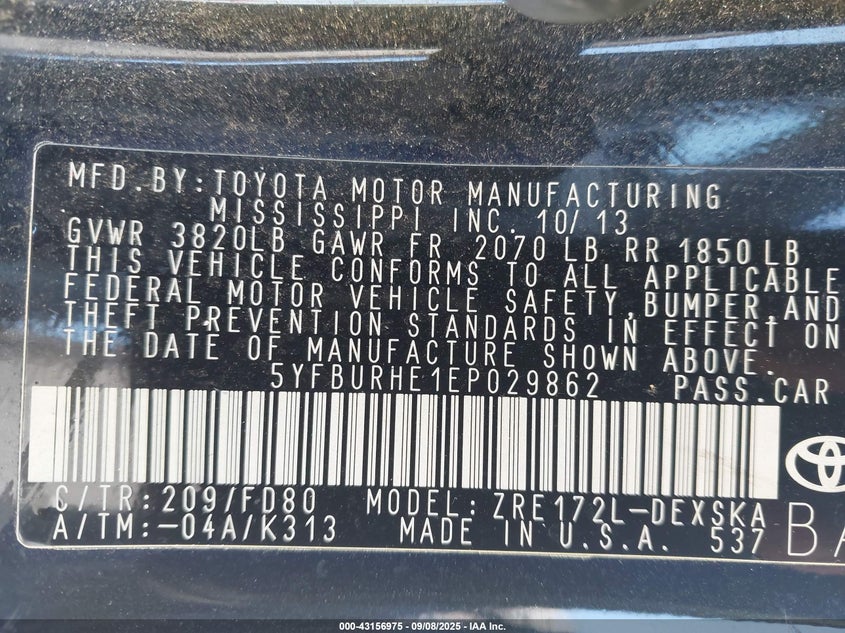 MFD.BY:TOYOTA MOTOR MANUFACTURING
MISSISSIPPI INC. 10/13
GVWR 3820LB GAWR FR 2070 LB RR 1850LB
THIS VEHICLE CONFORMS TO ALL APPLICABLE
FEDERAL MOTOR VEHICLE SAFETY,BUMPER,AND
THEFT PREVENTION STANDARDS IN EFFECT ON
THE DATE OF MANUFACTURE SHOWN ABOVE.
5YFBURHE1EP029862 PASS.CAR
C/TR:209/FD80 MODEL:ZRE172L-DEXSKA
A/TM:-04A/K313 MADE IN U.S.A. 537 BA
000-43156975 - 09/08/2025 - IAA Inc.